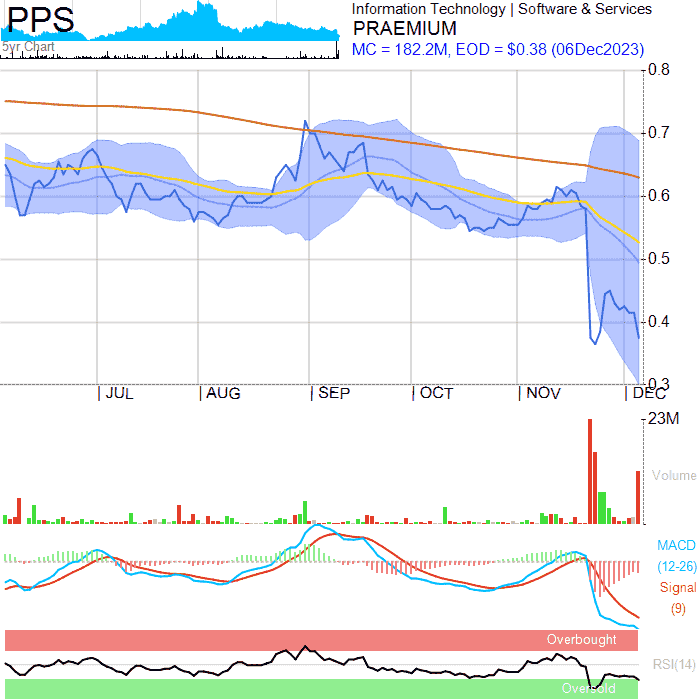 PPS
5yr Chart
Information Technology | Software & Services
PRAEMIUM
MC = 182.2M, EOD = $0.38 (06Dec2023)
0.8
0.7
0.6
0.5
0.4
0.3
JUL AUG SEP OCT NOV DEC
23M
Volume
MACD
(12-26)
Signal
(9)
Overbought
RSI(14)
Oversold